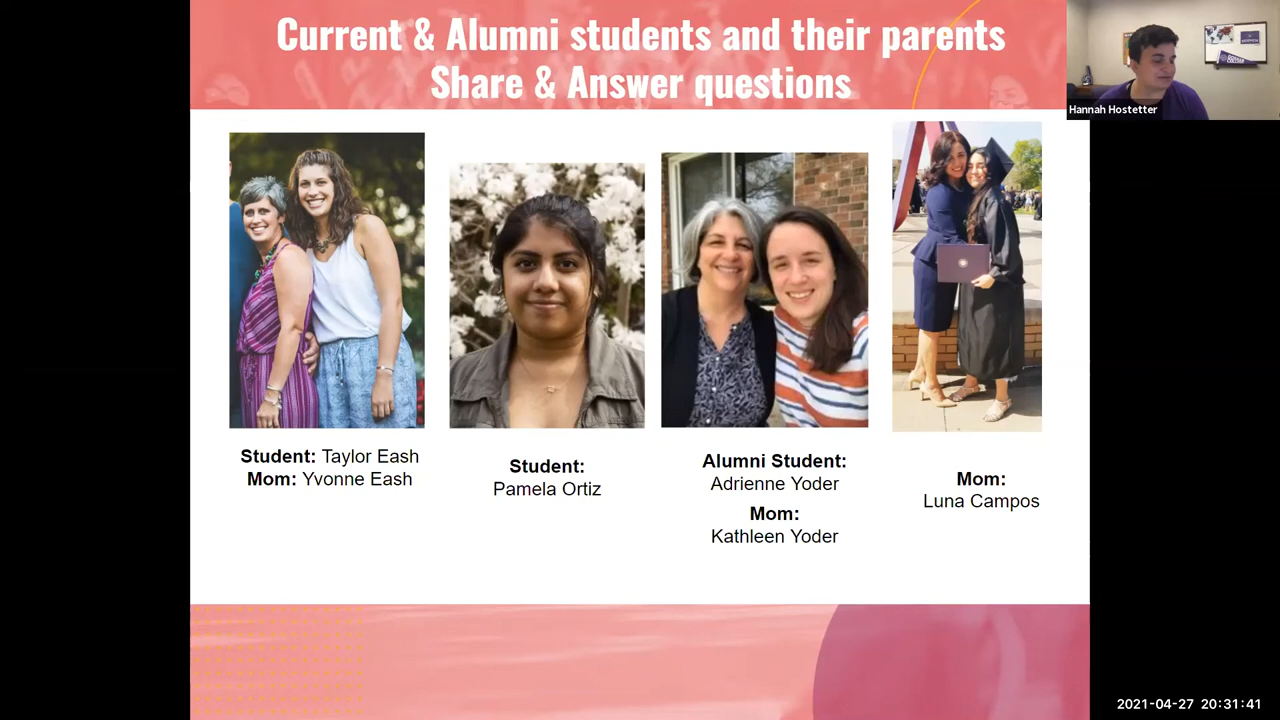 Current & Alumni students and their parents
Share & Answer questions
Hannah Hostetter
Student: Taylor Eash
Mom: Yvonne Eash
Student:
Pamela Ortiz
Alumni Student:
Adrienne Yoder
Mom:
Kathleen Yoder
Mom:
Luna Campos
2021-04-27 20:31:41